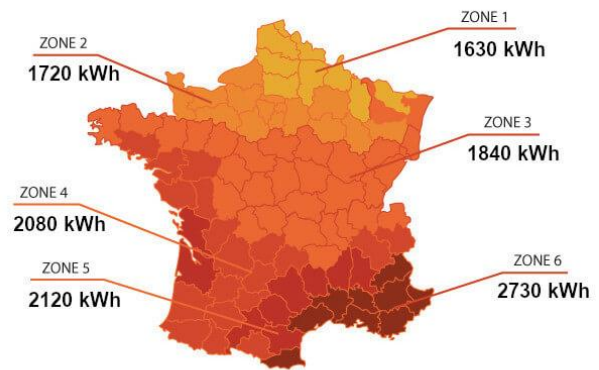 ZONE 1
1630 kWh
ZONE 2
1720 kWh
ZONE 3
1840 kWh
ZONE 4
2080 kWh
ZONE 5
2120 kWh
ZONE 6
2730 kWh